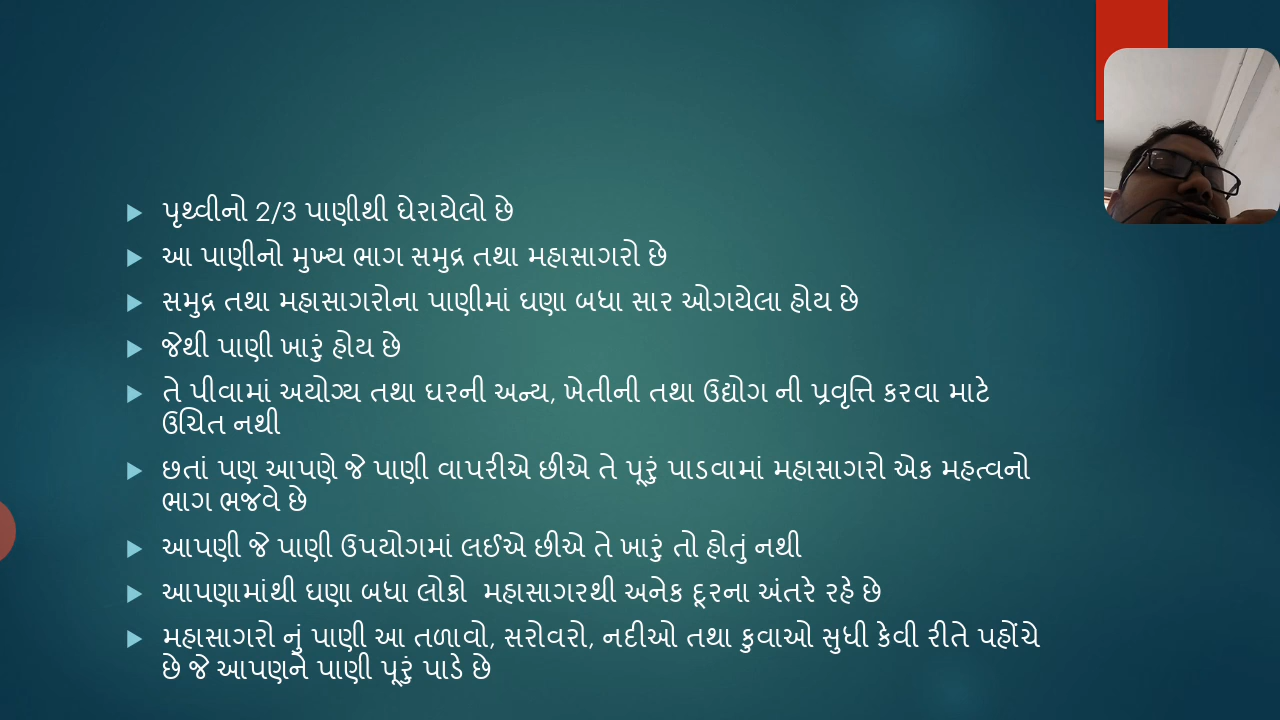 પૃથ્વીનો 2/3 પાણીથી ઘેરાયેલો છે
આ પાણીનો મુખ્ય ભાગ સમુદ્ર તથા મહાસાગરો છે
સમુદ્ર તથા મહાસાગરોના પાણીમાં ઘણા બધા સાર ઓગયેલા હોય છે
જેથી પાણી ખારું હોય છે
તે પીવામાં અયોગ્ય તથા ઘરની અન્ય, ખેતીની તથા ઉદ્યોગ ની પ્રવૃત્તિ કરવા માટે
ઉચિત નથી
છતાં પણ આપણે જે પાણી વાપરીએ છીએ તે પૂરું પાડવામાં મહાસાગરો એક મહત્વનો
ભાગ ભજવે છે
આપણી જે પાણી ઉપયોગમાં લઈએ છીએ તે ખારું તો હોતું નથી
આપણામાંથી ઘણા બધા લોકો  મહાસાગરથી અનેક દૂરના અંતરે રહે છે
મહાસાગરો નું પાણી આ તળાવો, સરોવરો, નદીઓ તથા કુવાઓ સુધી કેવી રીતે પહોંચે
છે જે આપણને પાણી પૂરું પાડે છે